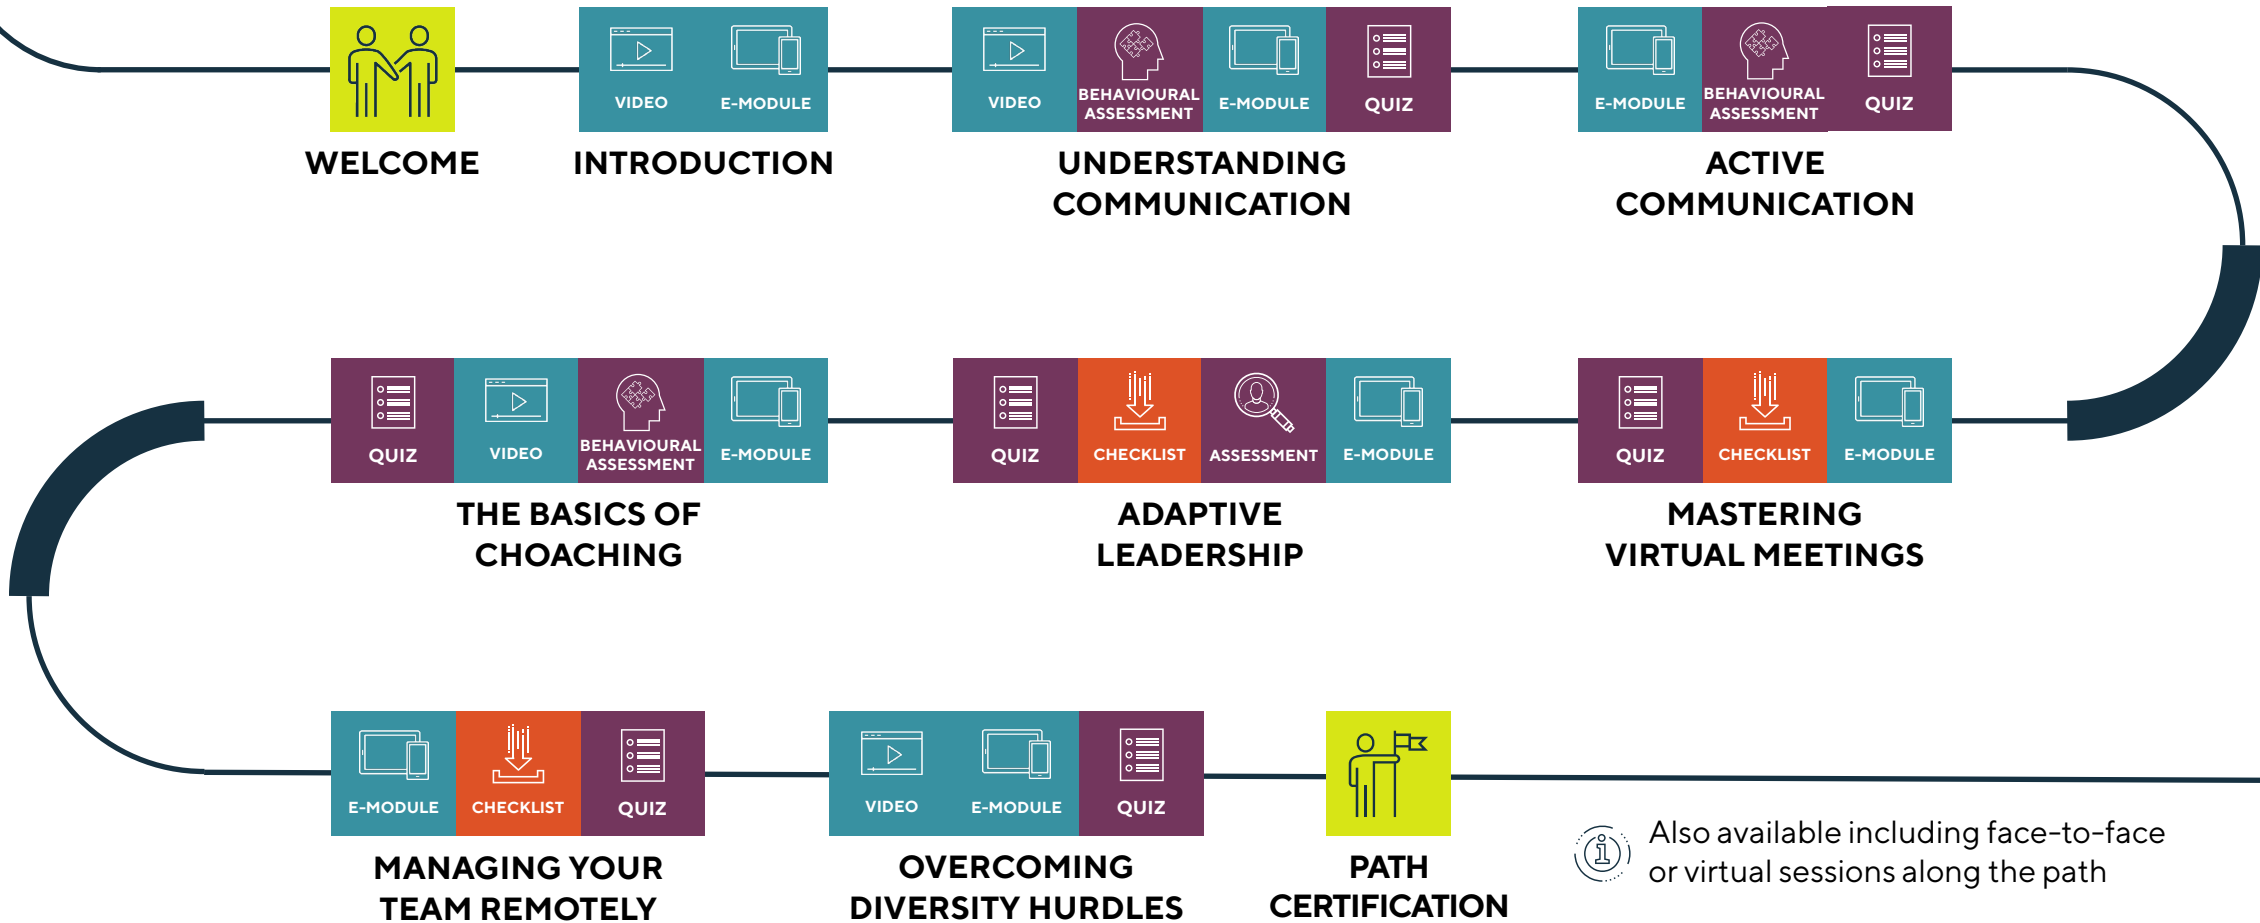 VIDEO
E-MODULE
VIDEO
BEHAVIOURAL
ASSESSMENT
E-MODULE
QUIZ
E-MODULE
BEHAVIOURAL
ASSESSMENT
QUIZ
WELCOME
INTRODUCTION
UNDERSTANDING
COMMUNICATION
ACTIVE
COMMUNICATION
QUIZ
VIDEO
BEHAVIOURAL
ASSESSMENT
E-MODULE
QUIZ
CHECKLIST
ASSESSMENT
E-MODULE
QUIZ
CHECKLIST
E-MODULE
THE BASICS OF
CHOACHING
ADAPTIVE
LEADERSHIP
MASTERING
VIRTUAL MEETINGS
E-MODULE
CHECKLIST
QUIZ
VIDEO
E-MODULE
QUIZ
MANAGING YOUR
TEAM REMOTELY
OVERCOMING
DIVERSITY HURDLES
PATH
CERTIFICATION
Also available including face-to-face
or virtual sessions along the path